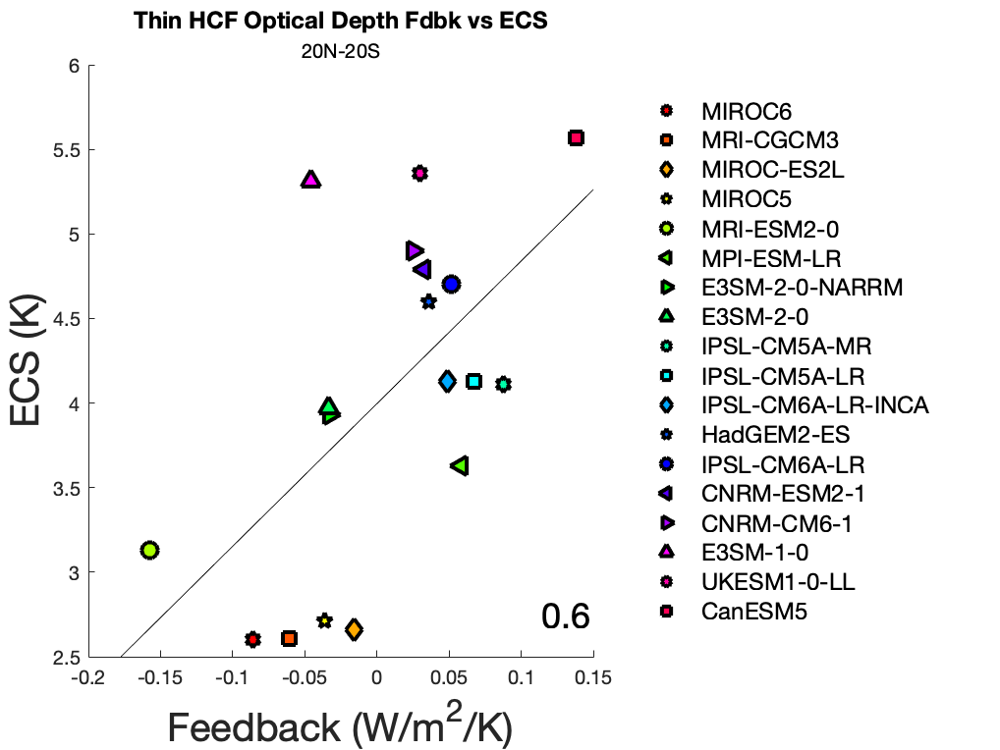 Thin HCF Optical Depth Fdbk vs ECS
20N-20S
6
5.5
5
4.5
4
3.5
3
2.5
ECS (K)
-0.2 -0.15 -0.1 -0.05 0 0.05 0.1 0.15
Feedback (W/m²/K)
0.6
MIROC6
MRI-CGCM3
MIROC-ES2L
MIROC5
MRI-ESM2-0
MPI-ESM-LR
E3SM-2-0-NARRM
E3SM-2-0
IPSL-CM5A-MR
IPSL-CM5A-LR
IPSL-CM6A-LR-INCA
HadGEM2-ES
IPSL-CM6A-LR
CNRM-ESM2-1
CNRM-CM6-1
E3SM-1-0
UKESM1-0-LL
CanESM5